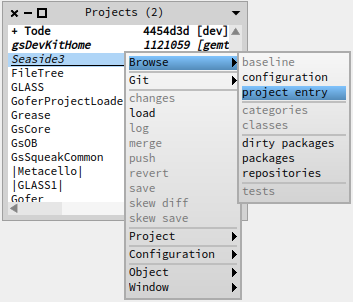 Projects (2)
+ Tode 4454d3d [dev]
gsDevKitHome 1121059 [gemt
Seaside3
FileTree
GLASS
GoferProjectLoade
Grease
GsCore
GsOB
GsSqueakCommon
|Metacello|
|GLASS1|
Gofer
Browse
Git
changes
load
log
merge
push
revert
save
skew diff
skew save
Project
Configuration
Object
Window
baseline
configuration
project entry
categories
classes
dirty packages
packages
repositories
tests